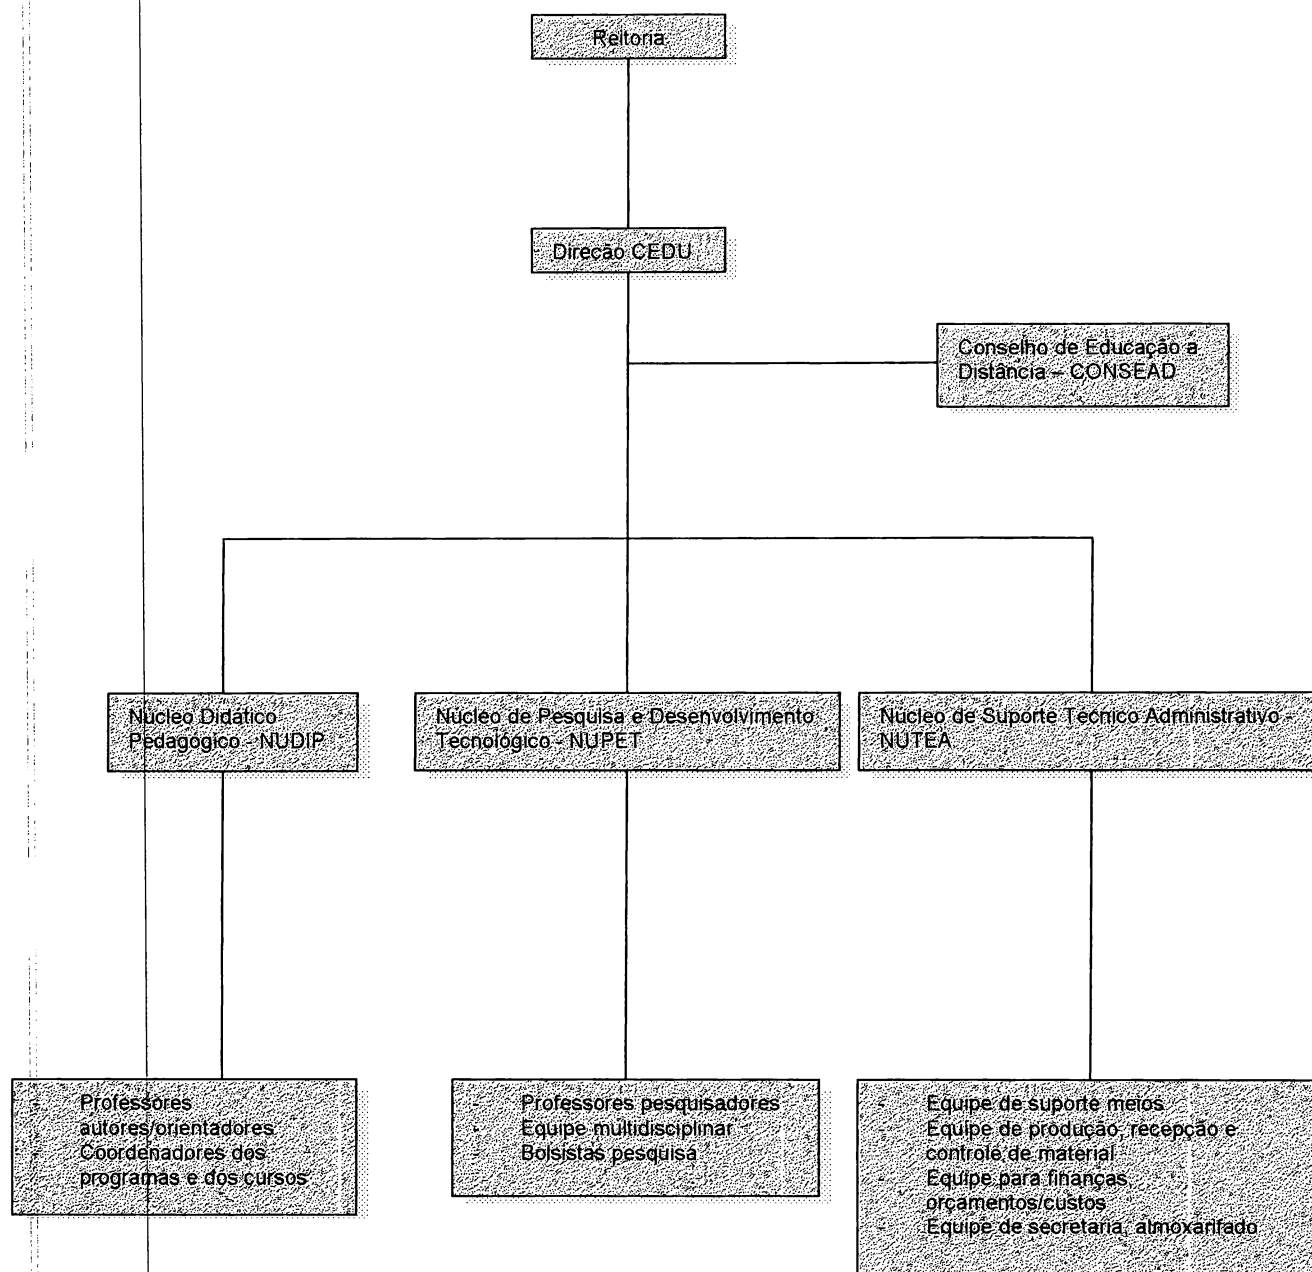 Reitoria
Direção CEDU
Conselho de Educação a
Distância – CONSEAD
Núcleo Didático
Pedagógico - NUDIP
Núcleo de Pesquisa e Desenvolvimento
Tecnológico - NUPET
Núcleo de Suporte Técnico Administrativo -
NUTEA
- Professores
autores/orientadores
- Coordenadores dos
programas e dos cursos
- Professores pesquisadores
- Equipe multidisciplinar
- Bolsistas pesquisa
- Equipe de suporte meios
- Equipe de produção, recepção e
controle de material
- Equipe para finanças
orçamentos/custos
- Equipe de secretaria, almoxarifado